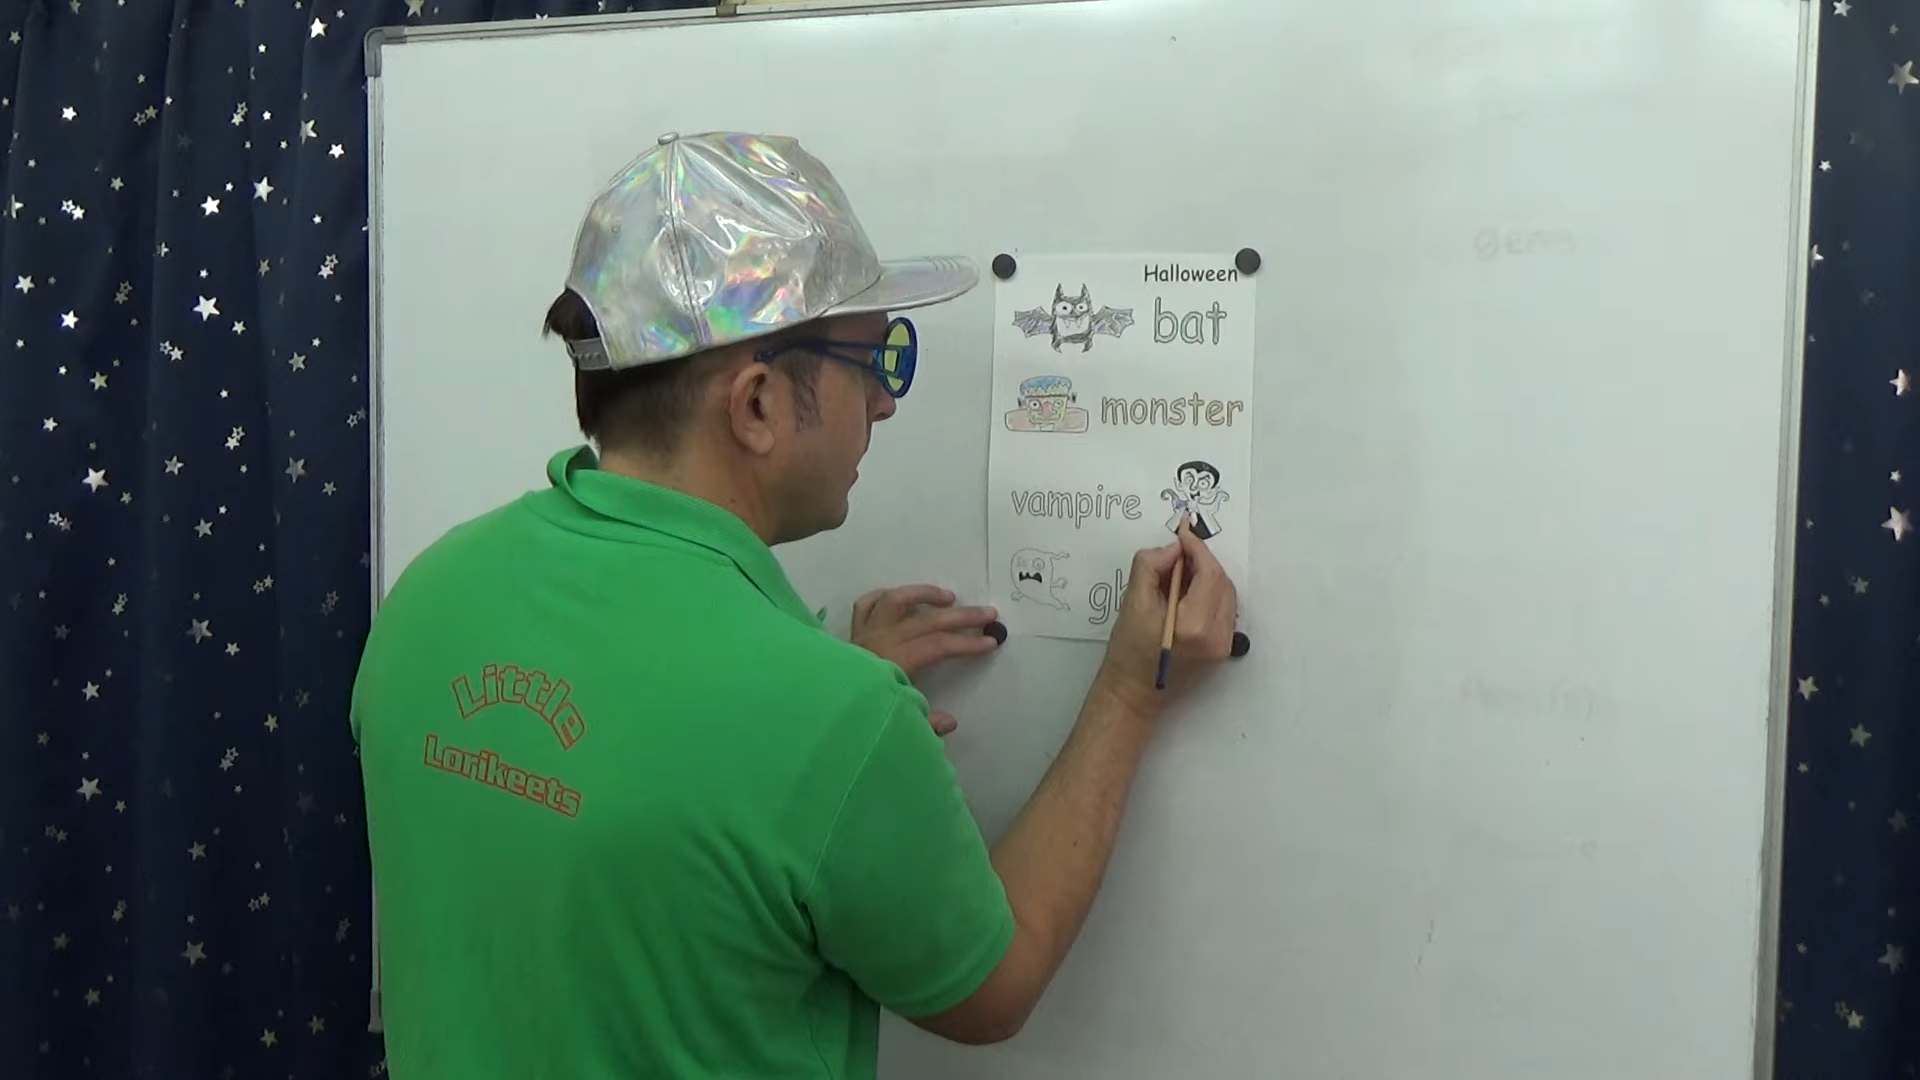 Halloween
bat
monster
vampire
gh
Little
Lorikeets